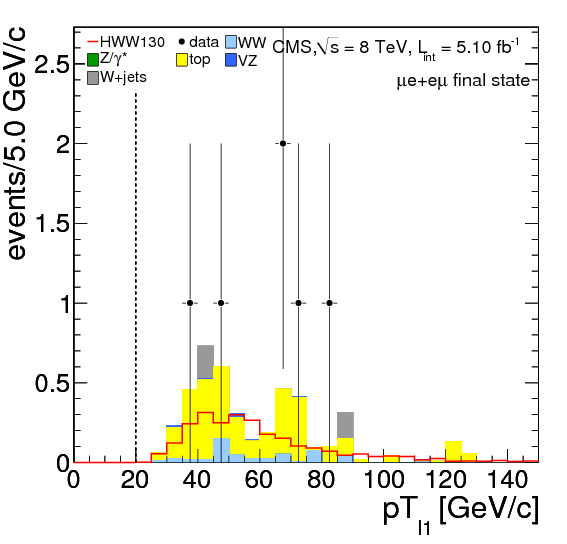 HWW130 data WW CMS,√s = 8 TeV, L_int = 5.10 fb⁻¹
Z/γ* top VZ
W+jets μe+eμ final state
events/5.0 GeV/c
2.5
2
1.5
1
0.5
0
0 20 40 60 80 100 120 140
pT_l1 [GeV/c]